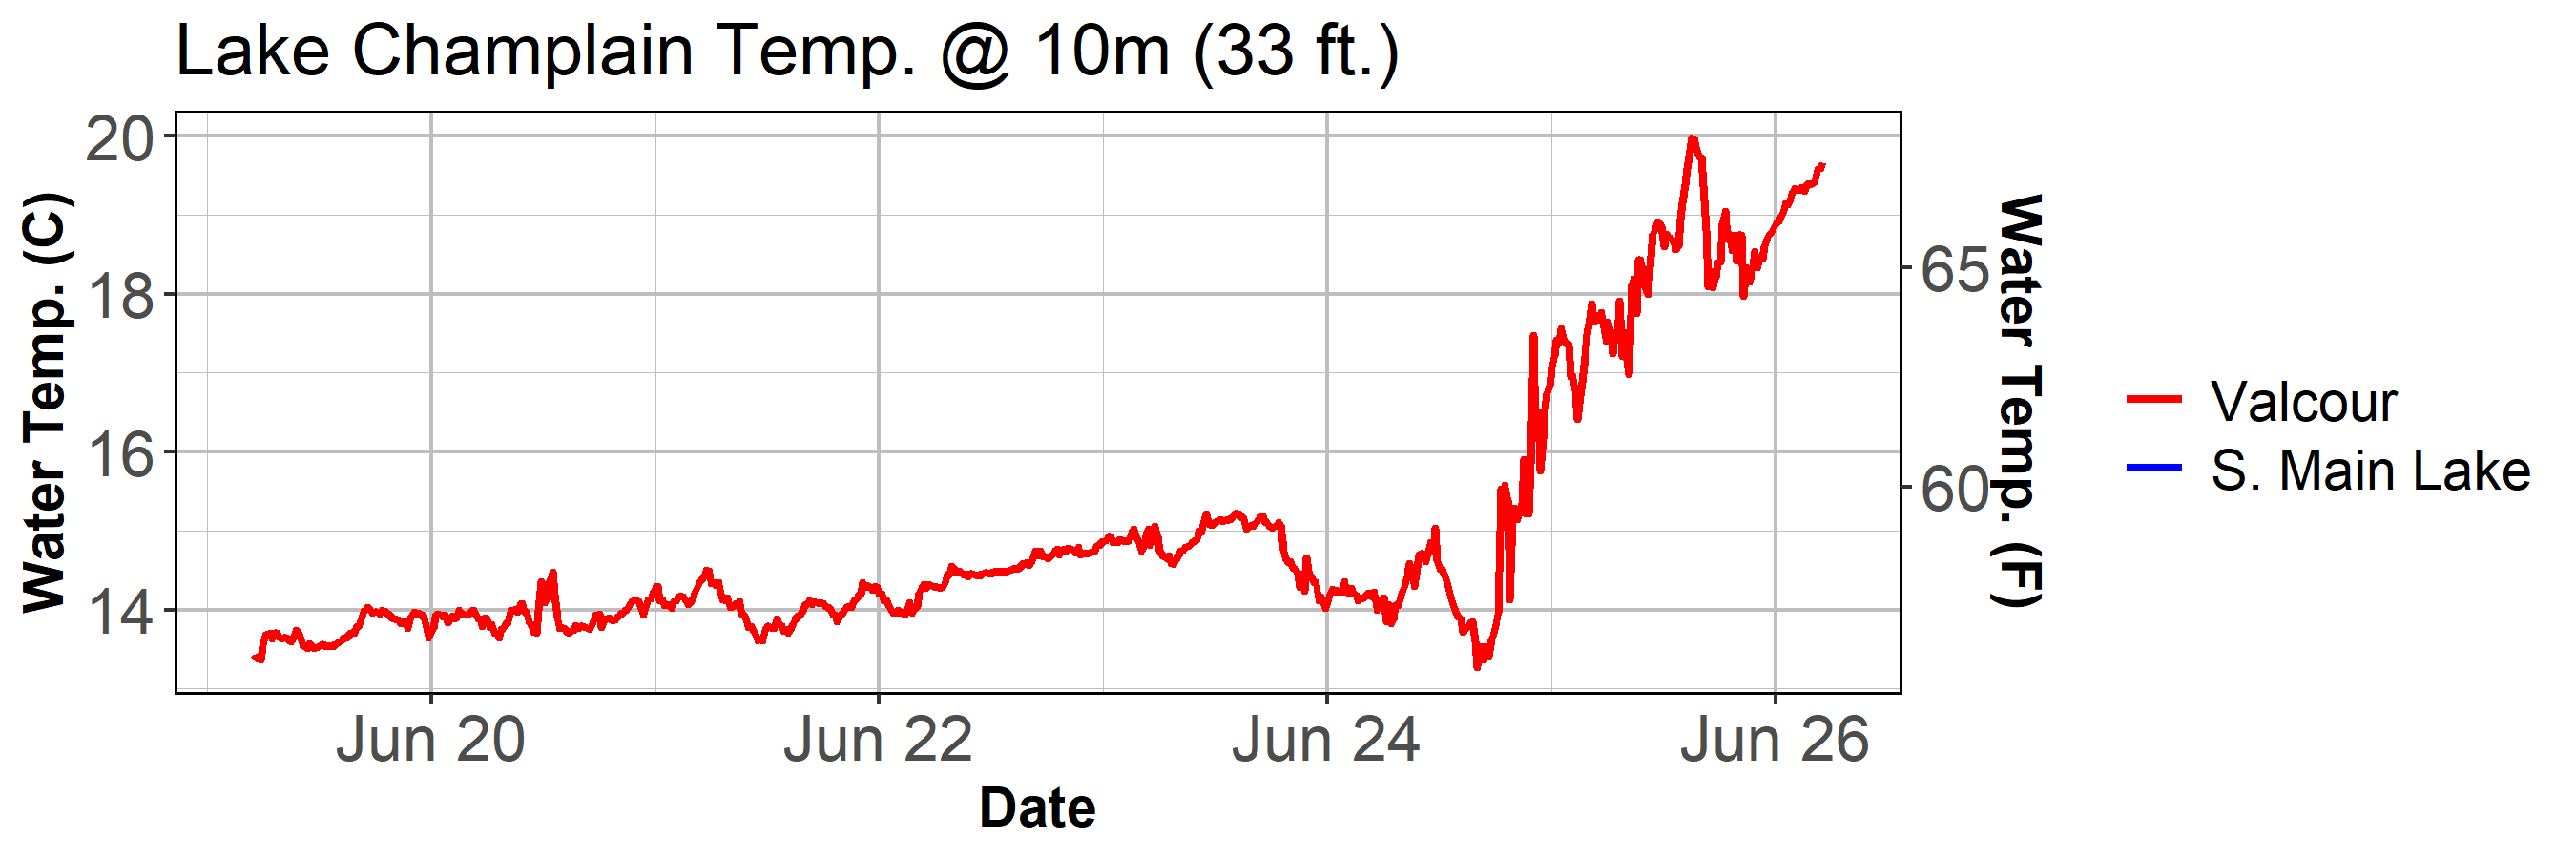 Lake Champlain Temp. @ 10m (33 ft.)
Water Temp. (C)
20
18
16
14
65
60
Water Temp. (F)
Jun 20
Jun 22
Jun 24
Jun 26
Date
Valcour
S. Main Lake